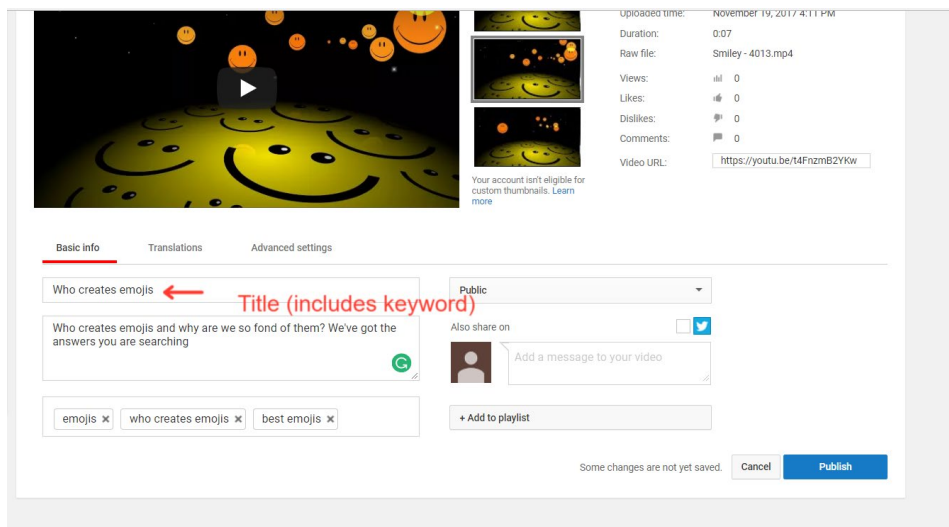 Uploaded time: November 19, 2017 4:11 PM
Duration: 0:07
Raw file: Smiley - 4013.mp4
Views: 0
Likes: 0
Dislikes: 0
Comments: 0
Video URL: https://youtu.be/t4FnzmB2YKw
Your account isn't eligible for
custom thumbnails. Learn
more
Basic info Translations Advanced settings
Who creates emojis
Title (includes keyword)
Public
Who creates emojis and why are we so fond of them? We've got the
answers you are searching
Also share on
Add a message to your video
emojis x who creates emojis x best emojis x
+ Add to playlist
Some changes are not yet saved. Cancel Publish